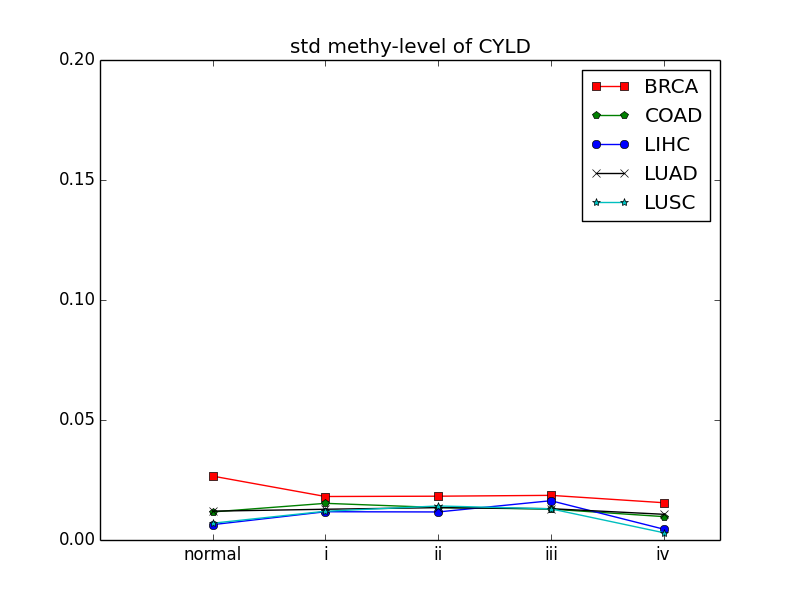 std methy-level of CYLD
0.20
0.15
0.10
0.05
0.00
normal i ii iii iv
BRCA
COAD
LIHC
LUAD
LUSC